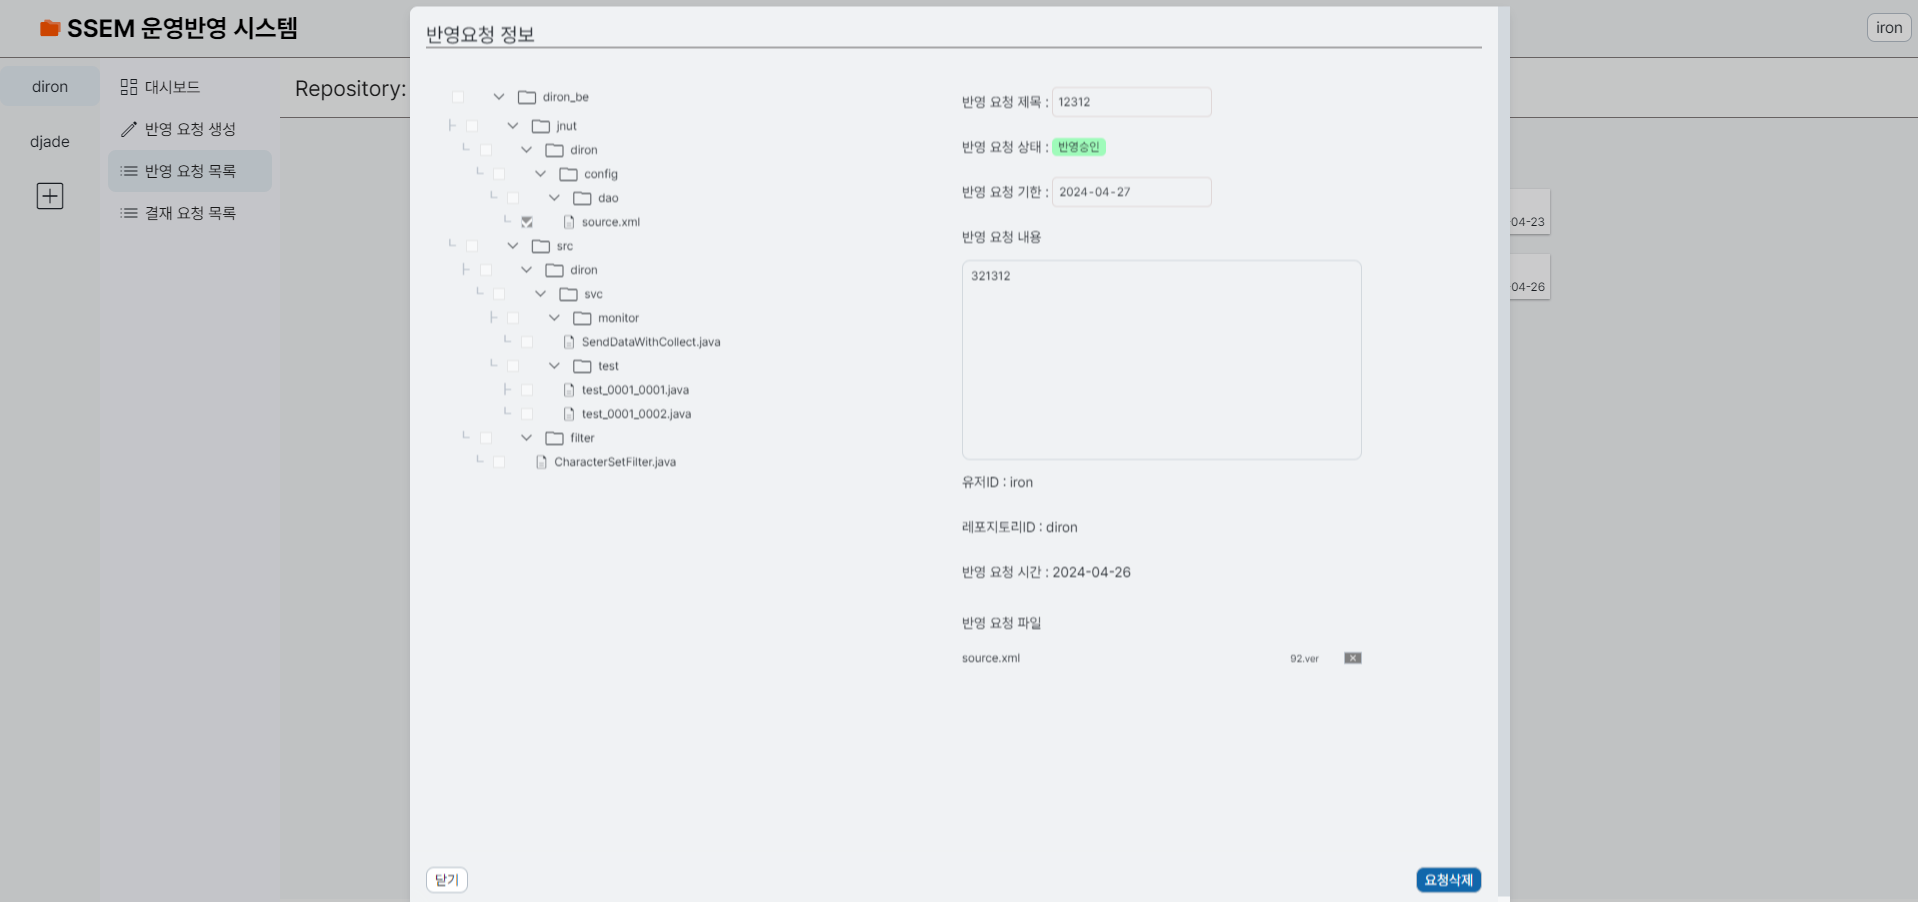 SSEM 운영반영 시스템
iron
diron
djade
대시보드
반영 요청 생성
반영 요청 목록
결재 요청 목록
Repository:
반영요청 정보
diron_be
jnut
diron
config
dao
source.xml
src
diron
svc
monitor
SendDataWithCollect.java
test
test_0001_0001.java
test_0001_0002.java
filter
CharacterSetFilter.java
반영 요청 제목 : 12312
반영 요청 상태 : 반영승인
반영 요청 기한 : 2024-04-27
반영 요청 내용
321312
유저ID : iron
레포지토리ID : diron
반영 요청 시간 : 2024-04-26
반영 요청 파일
source.xml 92.ver
닫기
요청삭제
04-23
04-26